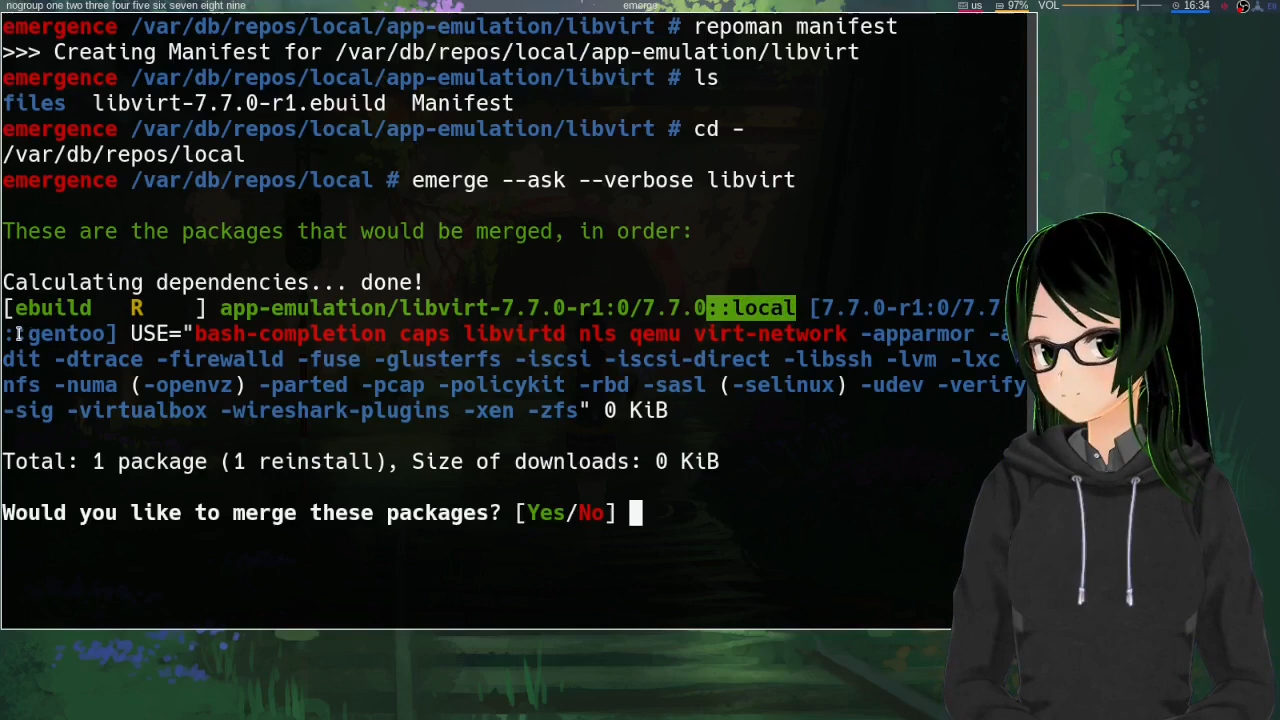 nogroup one two three four five six seven eight nine emerge us 97% VOL 16:34
emergence /var/db/repos/local/app-emulation/libvirt # repoman manifest
>>> Creating Manifest for /var/db/repos/local/app-emulation/libvirt
emergence /var/db/repos/local/app-emulation/libvirt # ls
files libvirt-7.7.0-r1.ebuild Manifest
emergence /var/db/repos/local/app-emulation/libvirt # cd -
/var/db/repos/local
emergence /var/db/repos/local # emerge --ask --verbose libvirt
These are the packages that would be merged, in order:
Calculating dependencies... done!
[ebuild R ] app-emulation/libvirt-7.7.0-r1:0/7.7.0::local [7.7.0-r1:0/7.7
::gentoo] USE="bash-completion caps libvirtd nls qemu virt-network -apparmor -a
dit -dtrace -firewalld -fuse -glusterfs -iscsi -iscsi-direct -libssh -lvm -lxc
nfs -numa (-openvz) -parted -pcap -policykit -rbd -sasl (-selinux) -udev -verify
-sig -virtualbox -wireshark-plugins -xen -zfs" 0 KiB
Total: 1 package (1 reinstall), Size of downloads: 0 KiB
Would you like to merge these packages? [Yes/No]